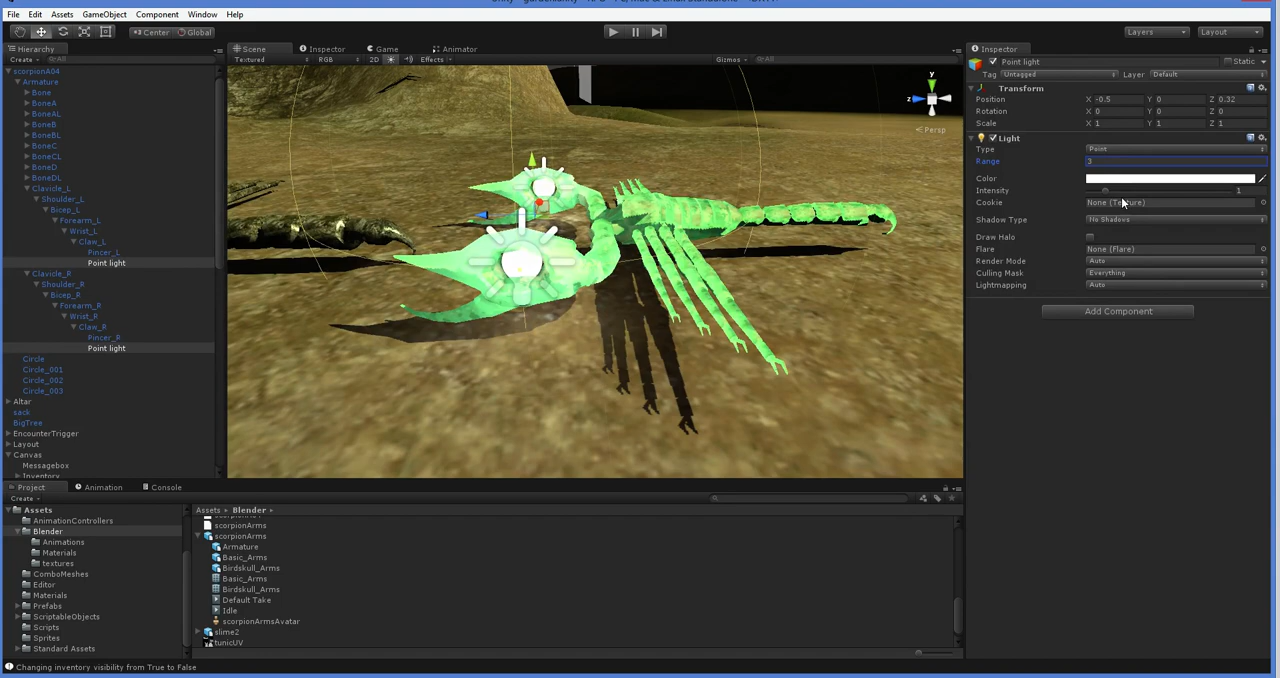 File Edit Assets GameObject Component Window Help
Center Global Layers Layout
Hierarchy
Create All
scorpionA04
Armature
Bone
BoneA
BoneAL
BoneB
BoneBL
BoneC
BoneCL
BoneD
BoneDL
Clavicle_L
Shoulder_L
Bicep_L
Forearm_L
Wrist_L
Claw_L
Pincer_L
Point light
Clavicle_R
Shoulder_R
Bicep_R
Forearm_R
Wrist_R
Claw_R
Pincer_R
Point light
Circle
Circle_001
Circle_002
Circle_003
Altar
sack
BigTree
EncounterTrigger
Layout
Canvas
Messagebox
Inventory
Scene Inspector Game Animator
Textured RGB 2D Effects Gizmos All
y
z
Persp
Inspector
Point light Static
Tag Untagged Layer Default
Transform
Position X -0.5 Y 0 Z 0.32
Rotation X 0 Y 0 Z 0
Scale X 1 Y 1 Z 1
Light
Type Point
Range 3
Color
Intensity 1
Cookie None (Texture)
Shadow Type No Shadows
Draw Halo
Flare None (Flare)
Render Mode Auto
Culling Mask Everything
Lightmapping Auto
Add Component
Project Animation Console
Create
Assets
AnimationControllers
Blender
Animations
Materials
textures
ComboMeshes
Editor
Materials
Prefabs
ScriptableObjects
Scripts
Sprites
Standard Assets
Assets Blender
scorpionArms
scorpionArms
Armature
Basic_Arms
Birdskull_Arms
Basic_Arms
Birdskull_Arms
Default Take
Idle
scorpionArmsAvatar
slime2
tunicUV
Changing inventory visibility from True to False